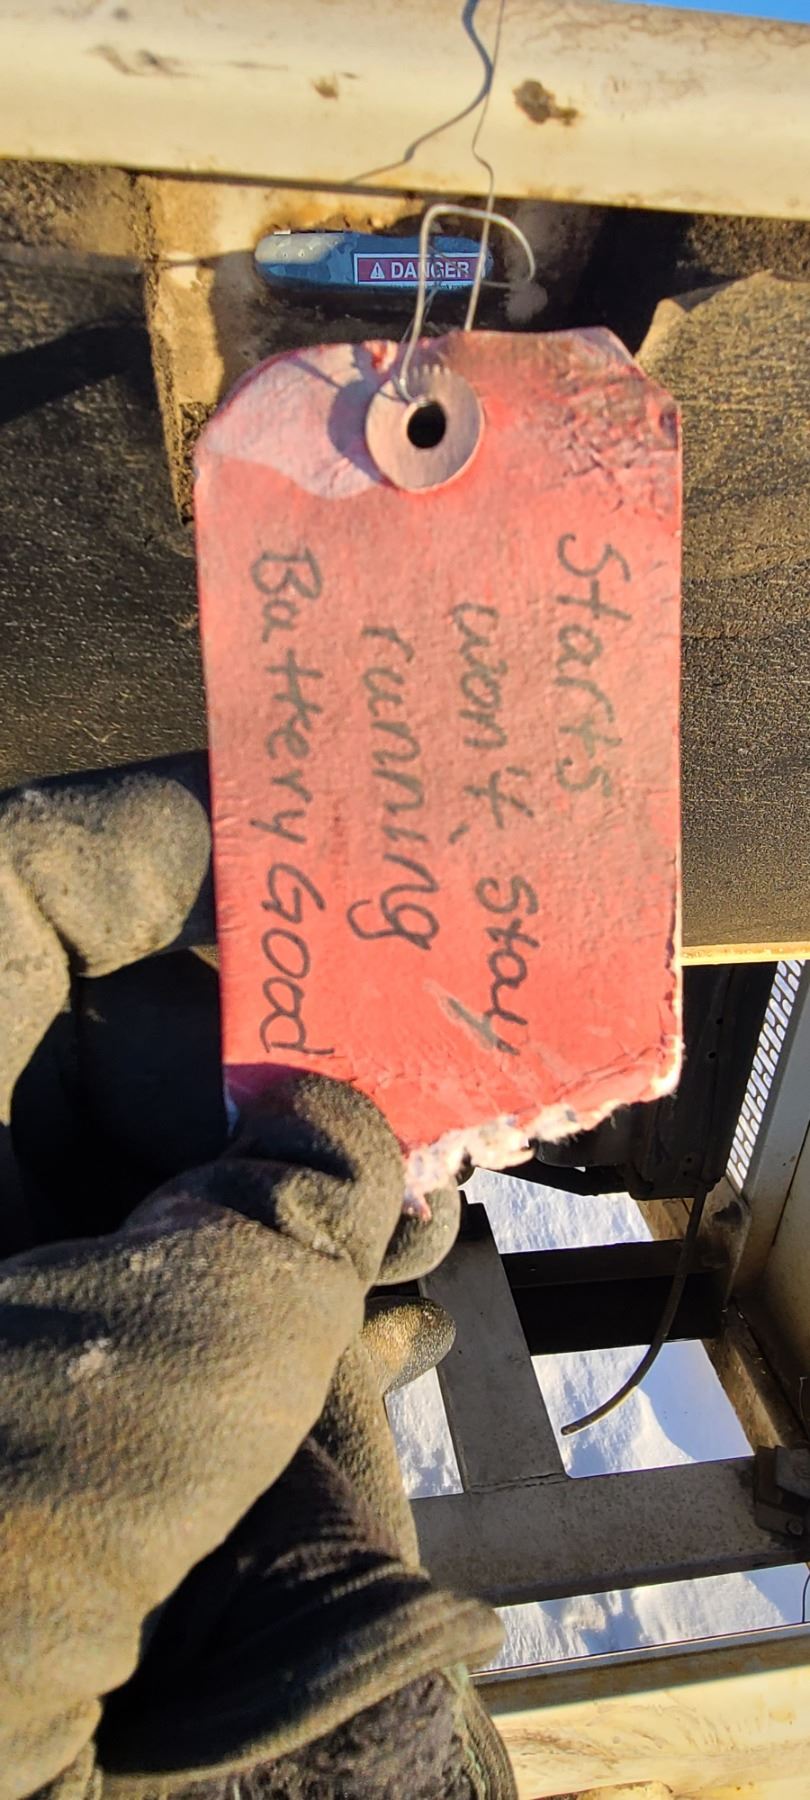 ⚠ DANGER
Starts
won't stay
running
Battery Good